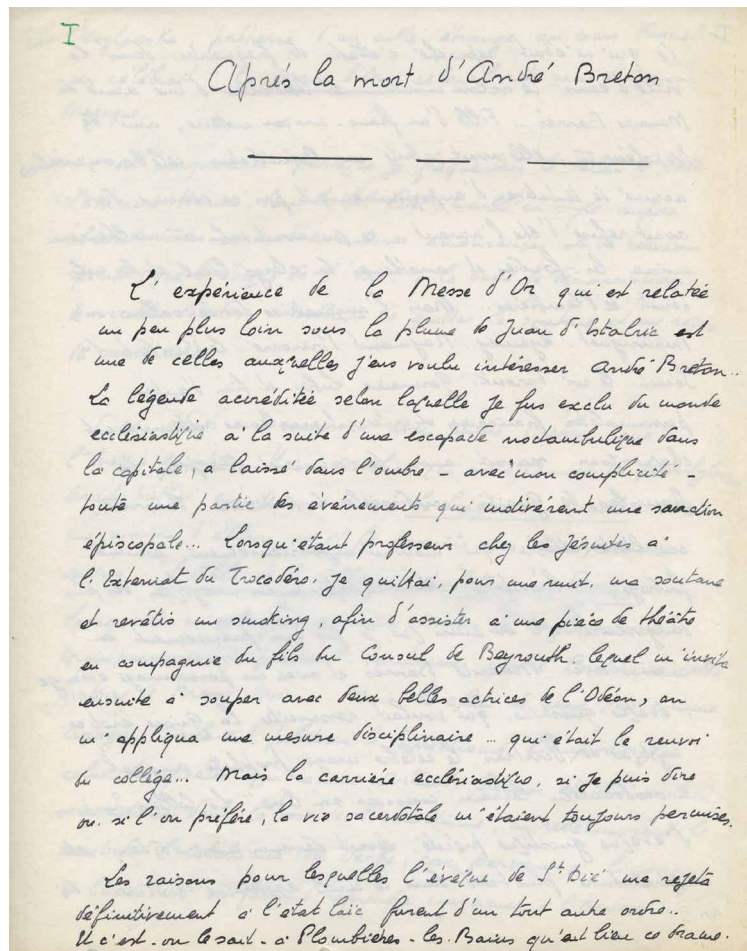 I
Après la mort d'André Breton
L'expérience de la Messe d'Or qui est relatée
un peu plus loin sous la plume de Juan d'Istalric est
une de celles auxquelles j'eus voulu intéresser André Breton..
La légende accréditée selon laquelle je fus exclu du monde
ecclésiastique à la suite d'une escapade noctambulique dans
la capitale, a laissé dans l'ombre - avec mon complicité -
toute une partie des événements qui motivèrent une sanction
épiscopale... Lorsqu'étant professeur chez les Jésuites à
l'Externat du Trocadéro, je quittai, pour une nuit, ma soutane
et revêtis un smoking, afin d'assister à une pièce de théâtre
en compagnie du fils du Consul de Beyrouth, lequel m'invita
ensuite à souper avec deux belles actrices de l'Odéon, on
m'appliqua une mesure disciplinaire... qui était le renvoi
du collège... Mais la carrière ecclésiastique, si je puis dire
ou, si l'on préfère, la vie sacerdotale m'étaient toujours permises.
Les raisons pour lesquelles l'évêque de St Dié me rejeta
définitivement à l'état laïc furent d'un tout autre ordre..
Et c'est - on le sait - à Plombières-les-Bains qu'eut lieu ce drame.